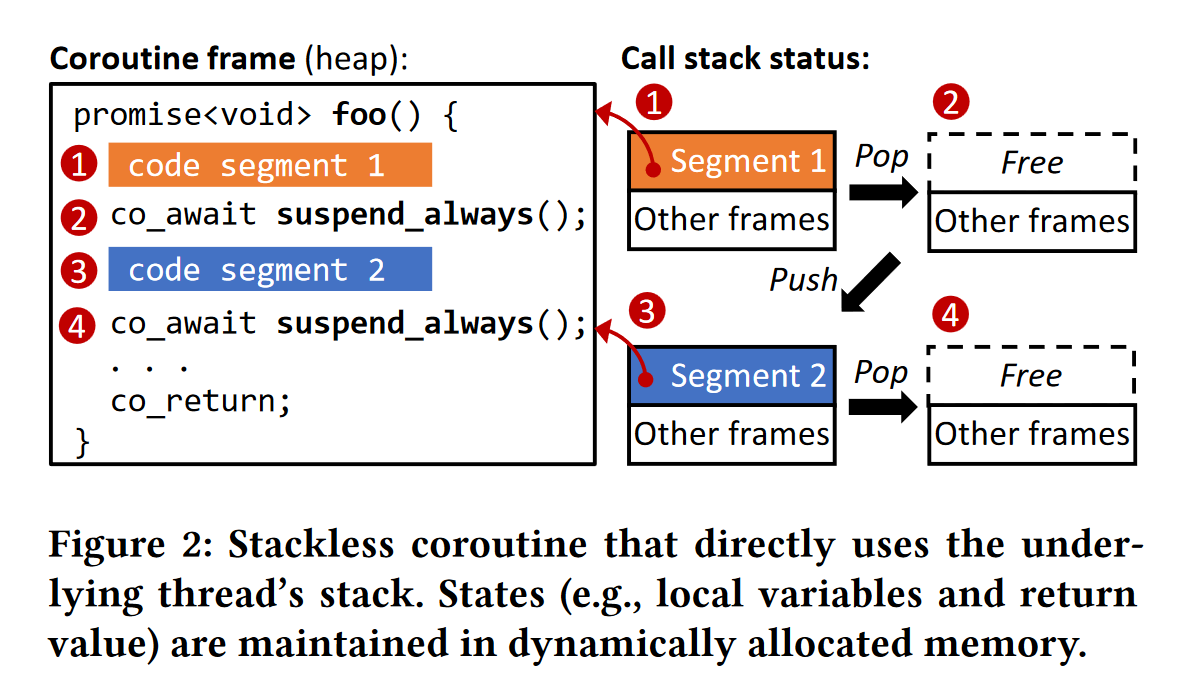 Coroutine frame (heap):
promise<void> foo() {
1 code segment 1
2 co_await suspend_always();
3 code segment 2
4 co_await suspend_always();
. . .
co_return;
}
Call stack status:
1
Segment 1
Other frames
Pop
2
Free
Other frames
Push
3
Segment 2
Other frames
Pop
4
Free
Other frames
Figure 2: Stackless coroutine that directly uses the under-
lying thread’s stack. States (e.g., local variables and return
value) are maintained in dynamically allocated memory.